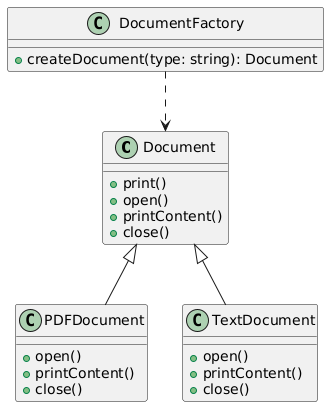 C DocumentFactory
createDocument(type: string): Document
C Document
print()
open()
printContent()
close()
C PDFDocument
open()
printContent()
close()
C TextDocument
open()
printContent()
close()